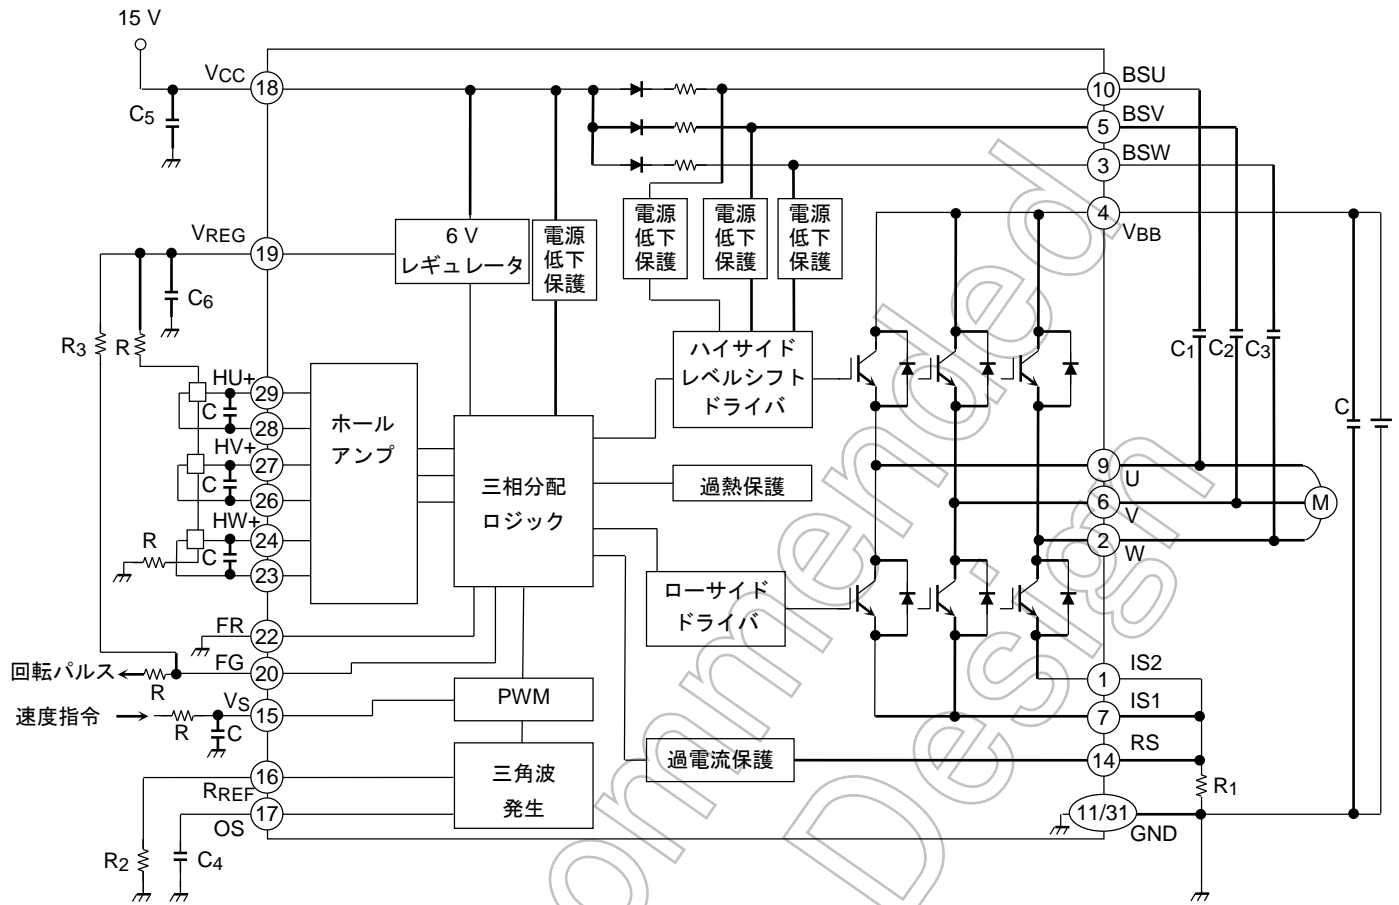 15 V
VCC
18
C5
BSU
10
BSV
5
BSW
3
4
VBB
VREG
19
6 V
レギュレータ
電源
低下
保護
電源
低下
保護
電源
低下
保護
電源
低下
保護
C6
R3
R
ハイサイド
レベルシフト
ドライバ
C1
C2
C3
C
HU+
29
C
28
HV+
27
C
26
HW+
24
R
C
23
ホール
アンプ
三相分配
ロジック
過熱保護
ローサイド
ドライバ
9
U
6
V
2
W
M
FR
22
FG
20
回転パルス
R
VS
15
速度指令
R
C
PWM
1
IS2
7
IS1
14
RS
過電流保護
16
RREF
17
OS
三角波
発生
R1
11/31
GND
R2
C4
ommended
Design